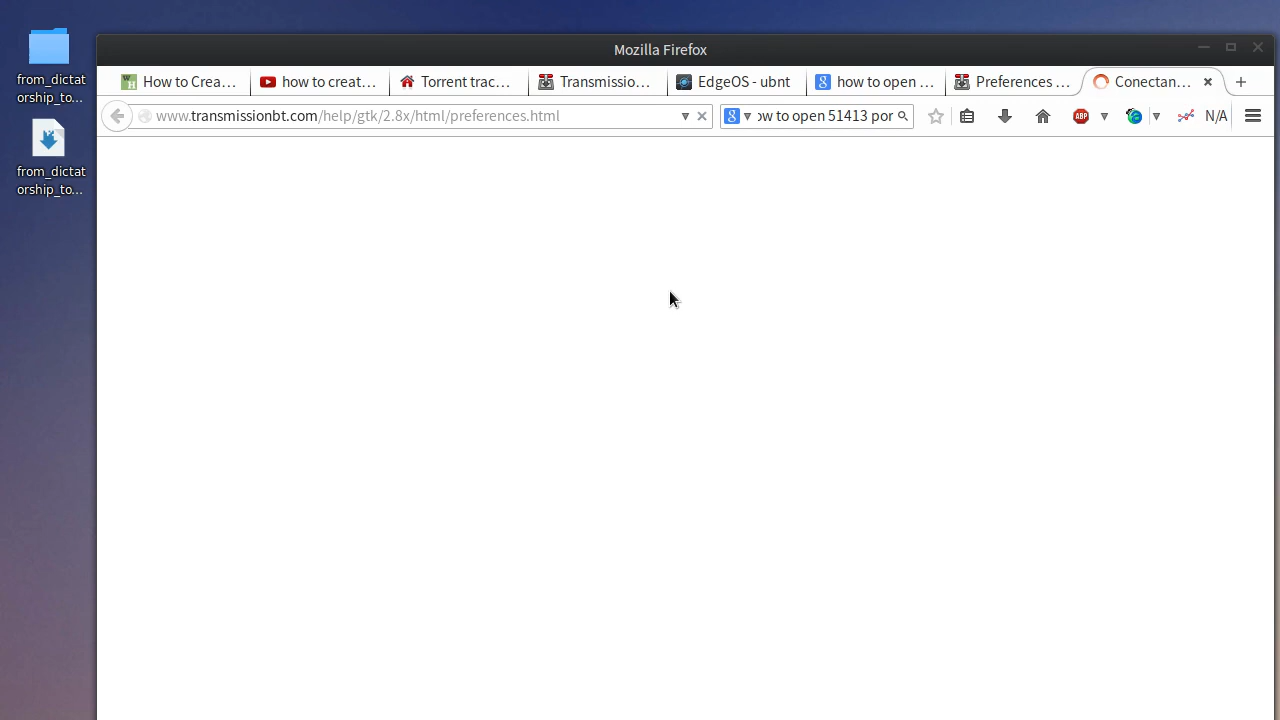 from_dictat
orship_to...
from_dictat
orship_to...
Mozilla Firefox
How to Crea...
how to creat...
Torrent trac...
Transmissio...
EdgeOS - ubnt
how to open ...
Preferences ...
Conectan...
www.transmissionbt.com/help/gtk/2.8x/html/preferences.html
ow to open 51413 por
ABP
N/A